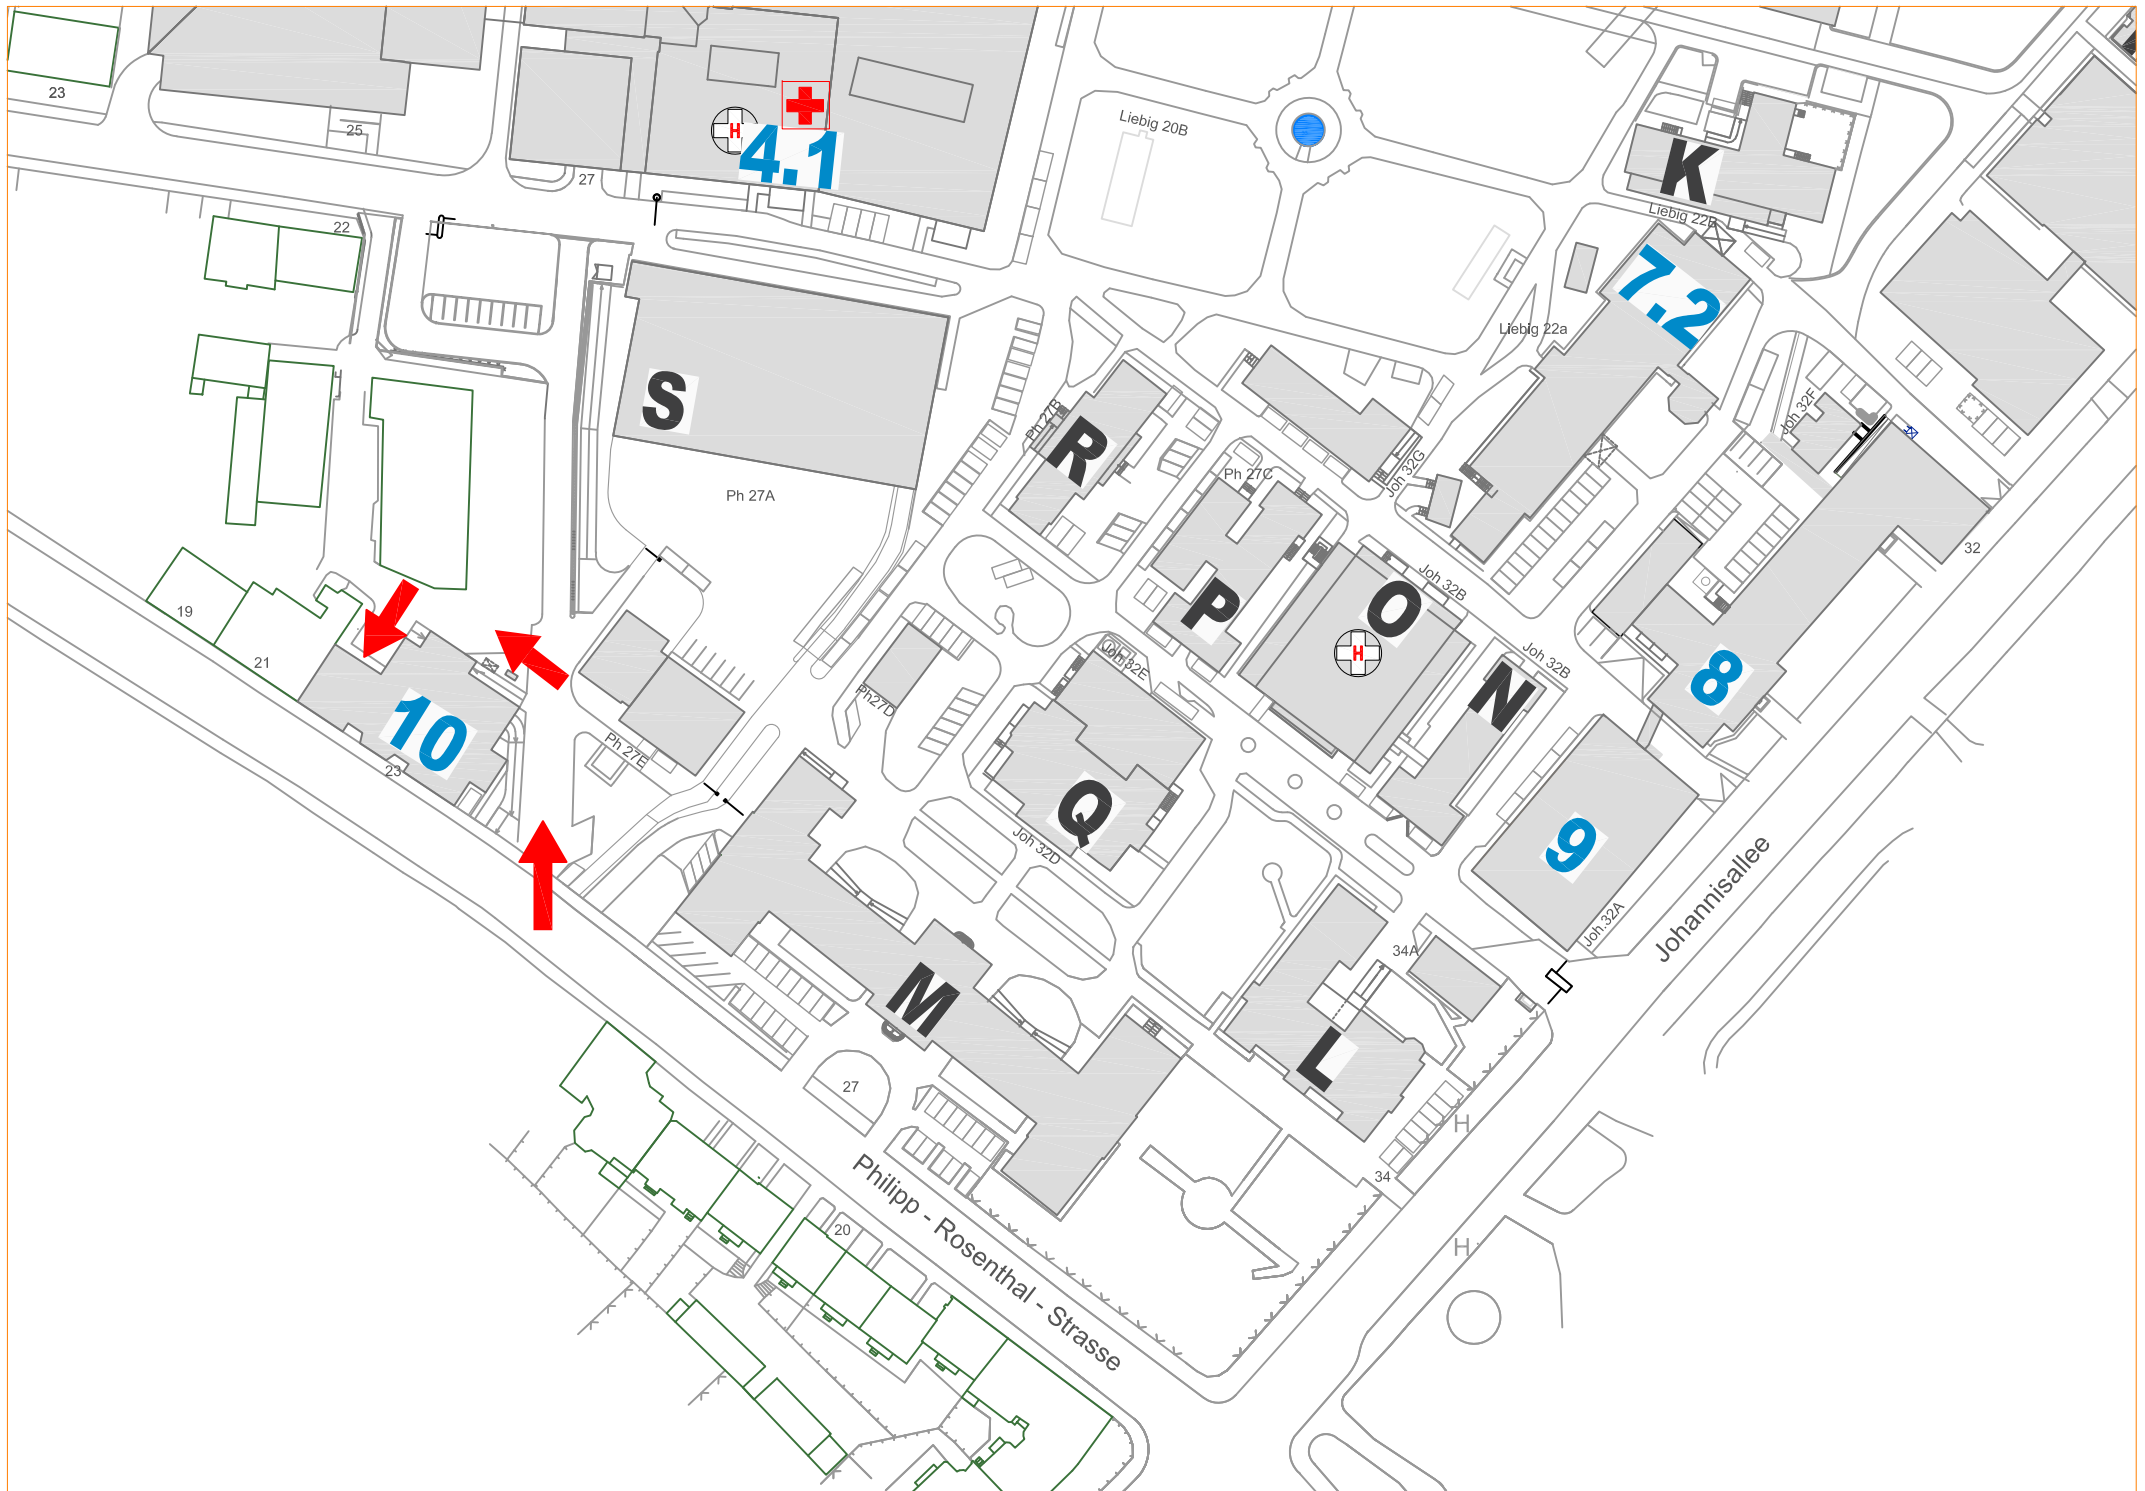 23
25
27
H
4.1
22
Liebig 20B
K
Liebig 22B
7.2
Liebig 22a
S
Ph 27A
Ph 27B
R
Ph 27C
Joh 32G
Joh 32F
32
P
O
H
Joh 32B
Joh 32B
N
8
19
21
10
23
Ph 27E
Ph27D
Joh 32E
Q
Joh 32D
9
Joh.32A
Johannisallee
34A
M
L
27
H
34
20
H
Philipp - Rosenthal - Strasse